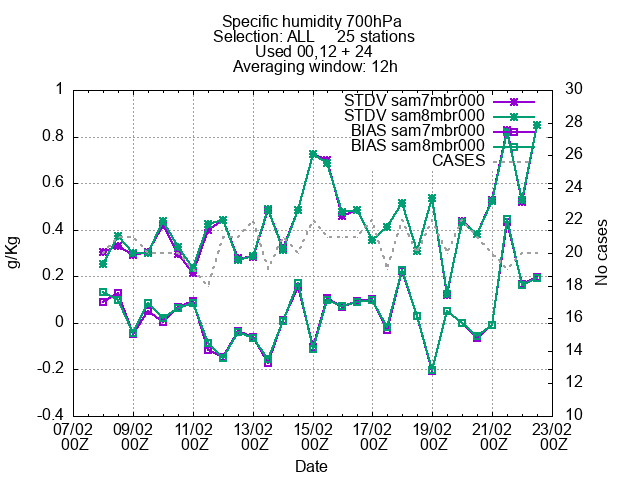 Specific humidity 700hPa
Selection: ALL 25 stations
Used 00,12 + 24
Averaging window: 12h
1 30
STDV sam7mbr000
28
STDV sam8mbr000
0.8
BIAS sam7mbr000
26
BIAS sam8mbr000
CASES
0.6 24
22
0.4
20
0.2 18
16
0
14
-0.2
12
-0.4 10
g/Kg
No cases
07/02 09/02 11/02 13/02 15/02 17/02 19/02 21/02 23/02
00Z 00Z 00Z 00Z 00Z 00Z 00Z 00Z 00Z
Date